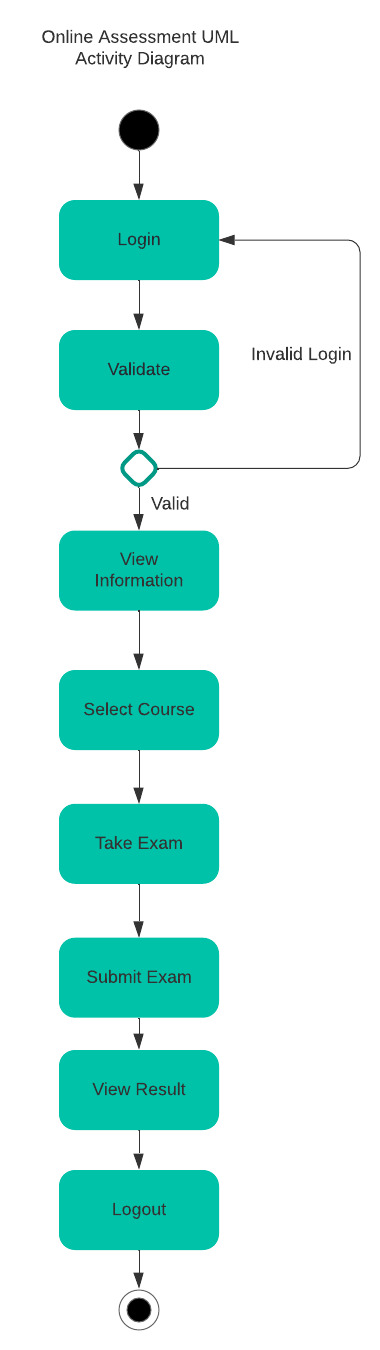 Online Assessment UML
Activity Diagram
Login
Validate
Invalid Login
Valid
View
Information
Select Course
Take Exam
Submit Exam
View Result
Logout